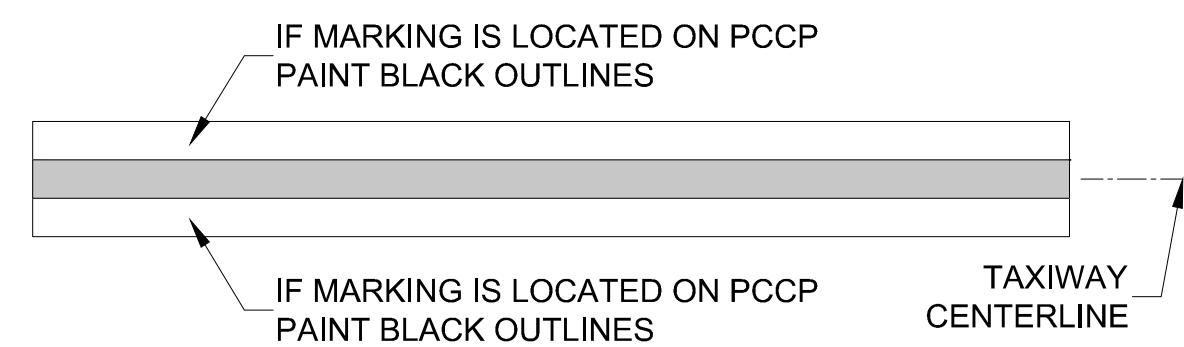 IF MARKING IS LOCATED ON PCCP
PAINT BLACK OUTLINES
TAXIWAY
CENTERLINE
IF MARKING IS LOCATED ON PCCP
PAINT BLACK OUTLINES